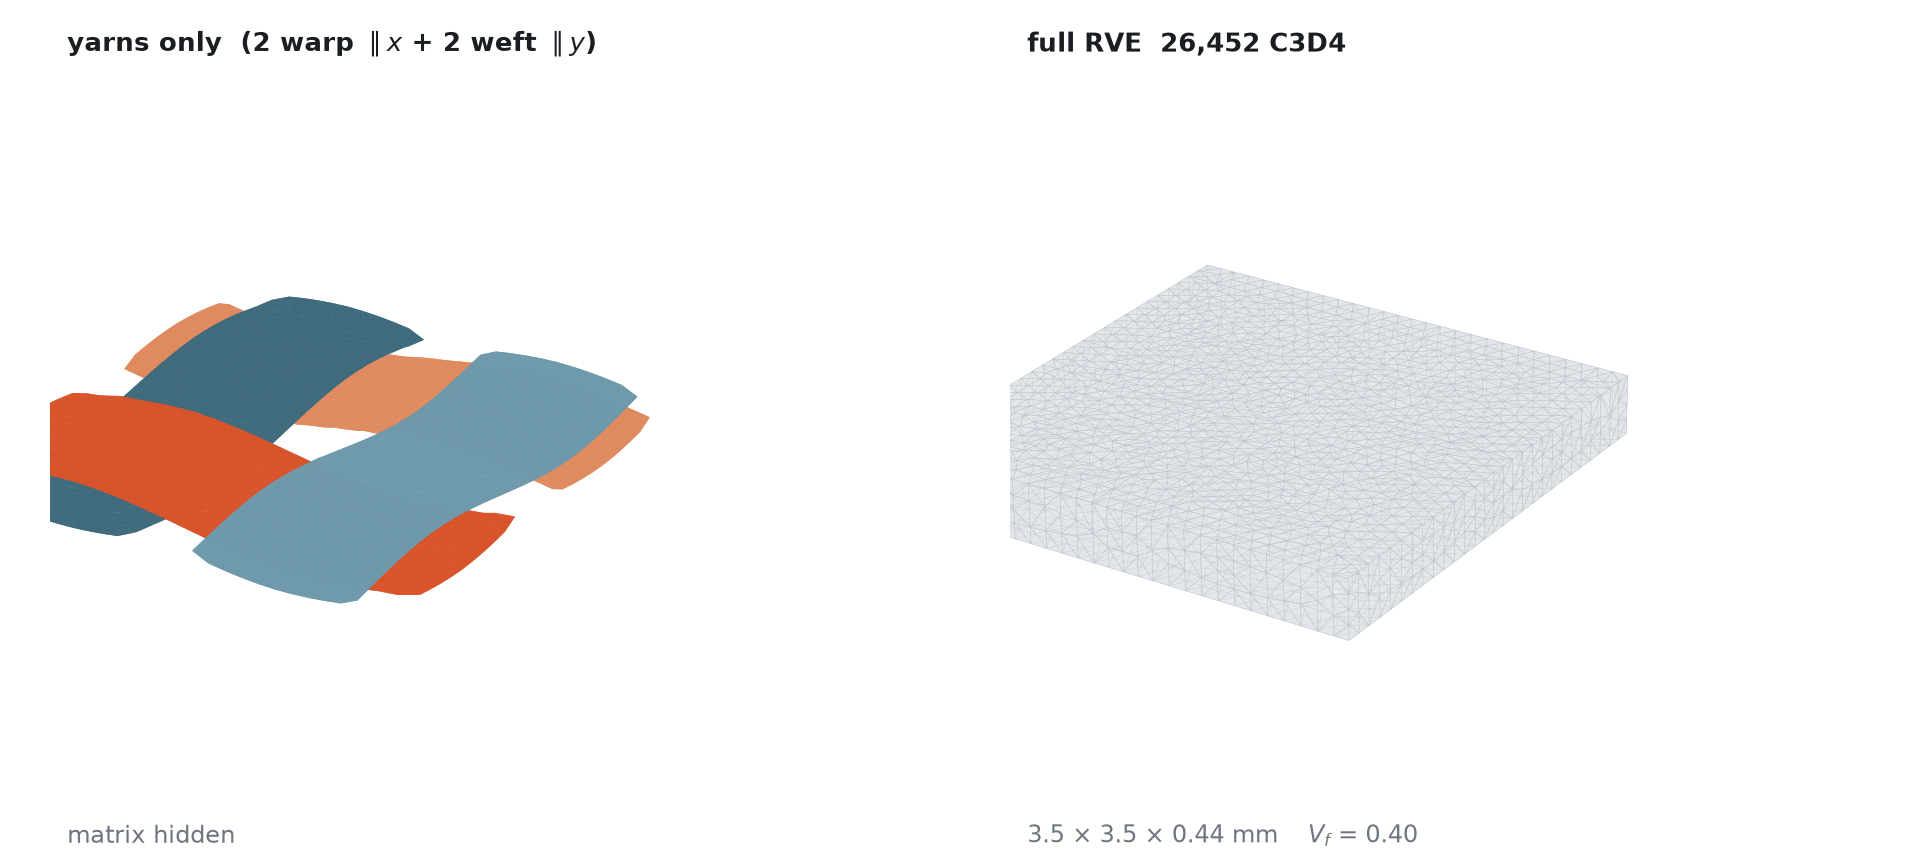 yarns only (2 warp ∥ x + 2 weft ∥ y)
full RVE 26,452 C3D4
matrix hidden
3.5 × 3.5 × 0.44 mm V_f = 0.40